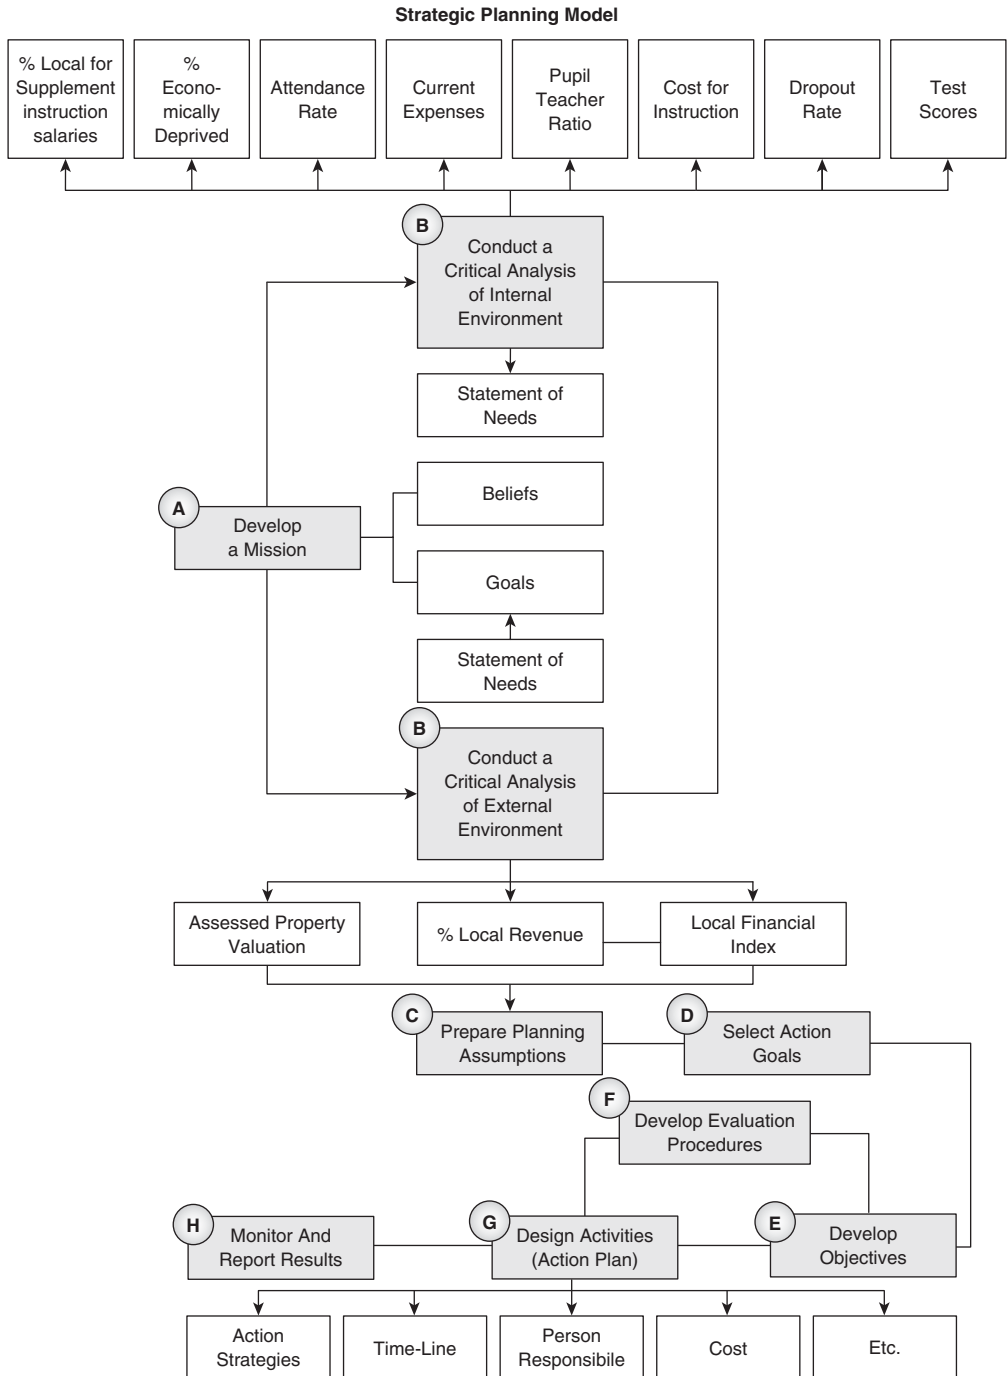 Strategic Planning Model
% Local for
Supplement
instruction
salaries
%
Econo-
mically
Deprived
Attendance
Rate
Current
Expenses
Pupil
Teacher
Ratio
Cost for
Instruction
Dropout
Rate
Test
Scores
B
Conduct a
Critical Analysis
of Internal
Environment
Statement of
Needs
Beliefs
A
Develop
a Mission
Goals
Statement of
Needs
B
Conduct a
Critical Analysis
of External
Environment
Assessed Property
Valuation
% Local Revenue
Local Financial
Index
C
Prepare Planning
Assumptions
D
Select Action
Goals
F
Develop Evaluation
Procedures
H
Monitor And
Report Results
G
Design Activities
(Action Plan)
E
Develop
Objectives
Action
Strategies
Time-Line
Person
Responsibile
Cost
Etc.